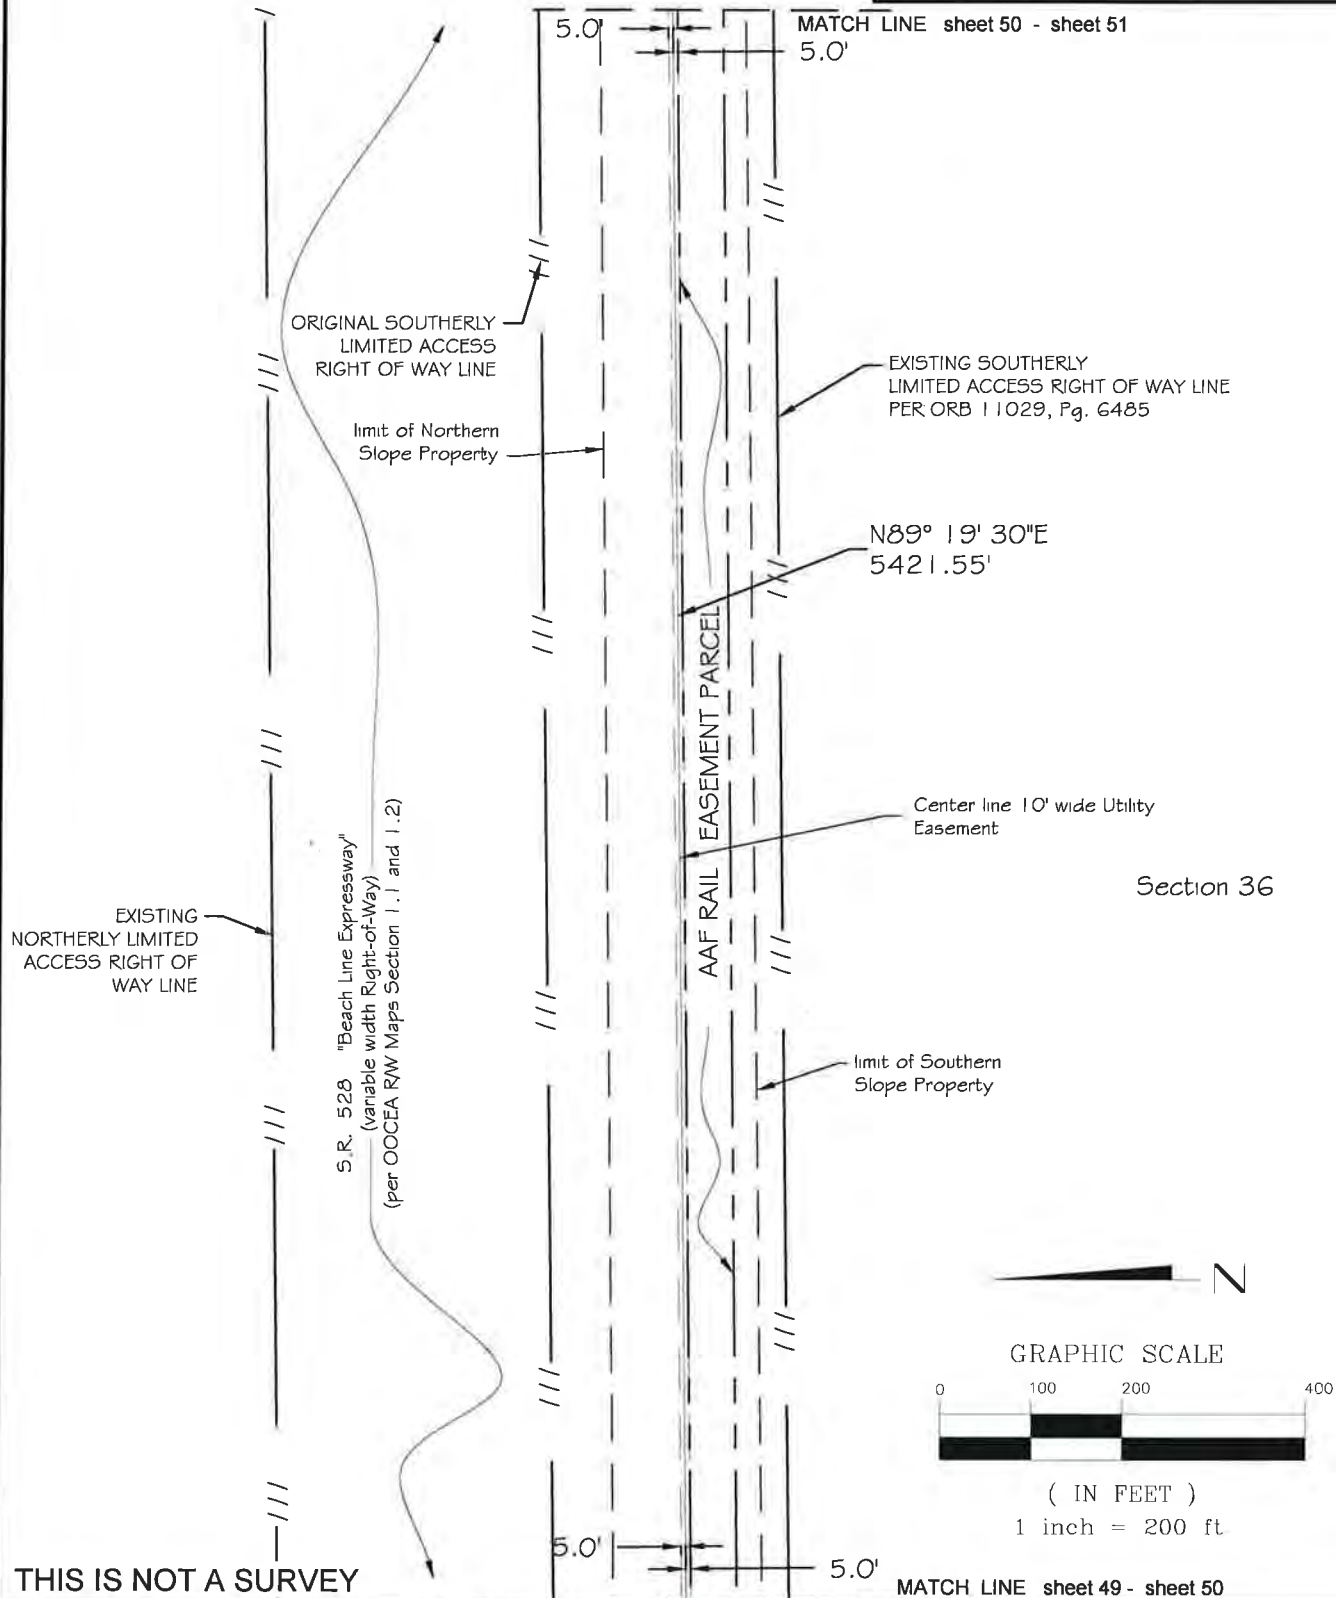 MATCH LINE sheet 50 - sheet 51
5.0'
5.0'
ORIGINAL SOUTHERLY
LIMITED ACCESS
RIGHT OF WAY LINE
EXISTING SOUTHERLY
LIMITED ACCESS RIGHT OF WAY LINE
PER ORB 11029, Pg. 6485
limit of Northern
Slope Property
N89° 19' 30"E
5421.55'
AAF RAIL EASEMENT PARCEL
Center line 10' wide Utility
Easement
Section 36
EXISTING
NORTHERLY LIMITED
ACCESS RIGHT OF
WAY LINE
S.R. 528 "Beach Line Expressway"
(variable width Right-of-Way)
(per OOCEA R/W Maps Section 1.1 and 1.2)
limit of Southern
Slope Property
N
GRAPHIC SCALE
0 100 200 400
( IN FEET )
1 inch = 200 ft
5.0'
5.0'
THIS IS NOT A SURVEY
MATCH LINE sheet 49 - sheet 50